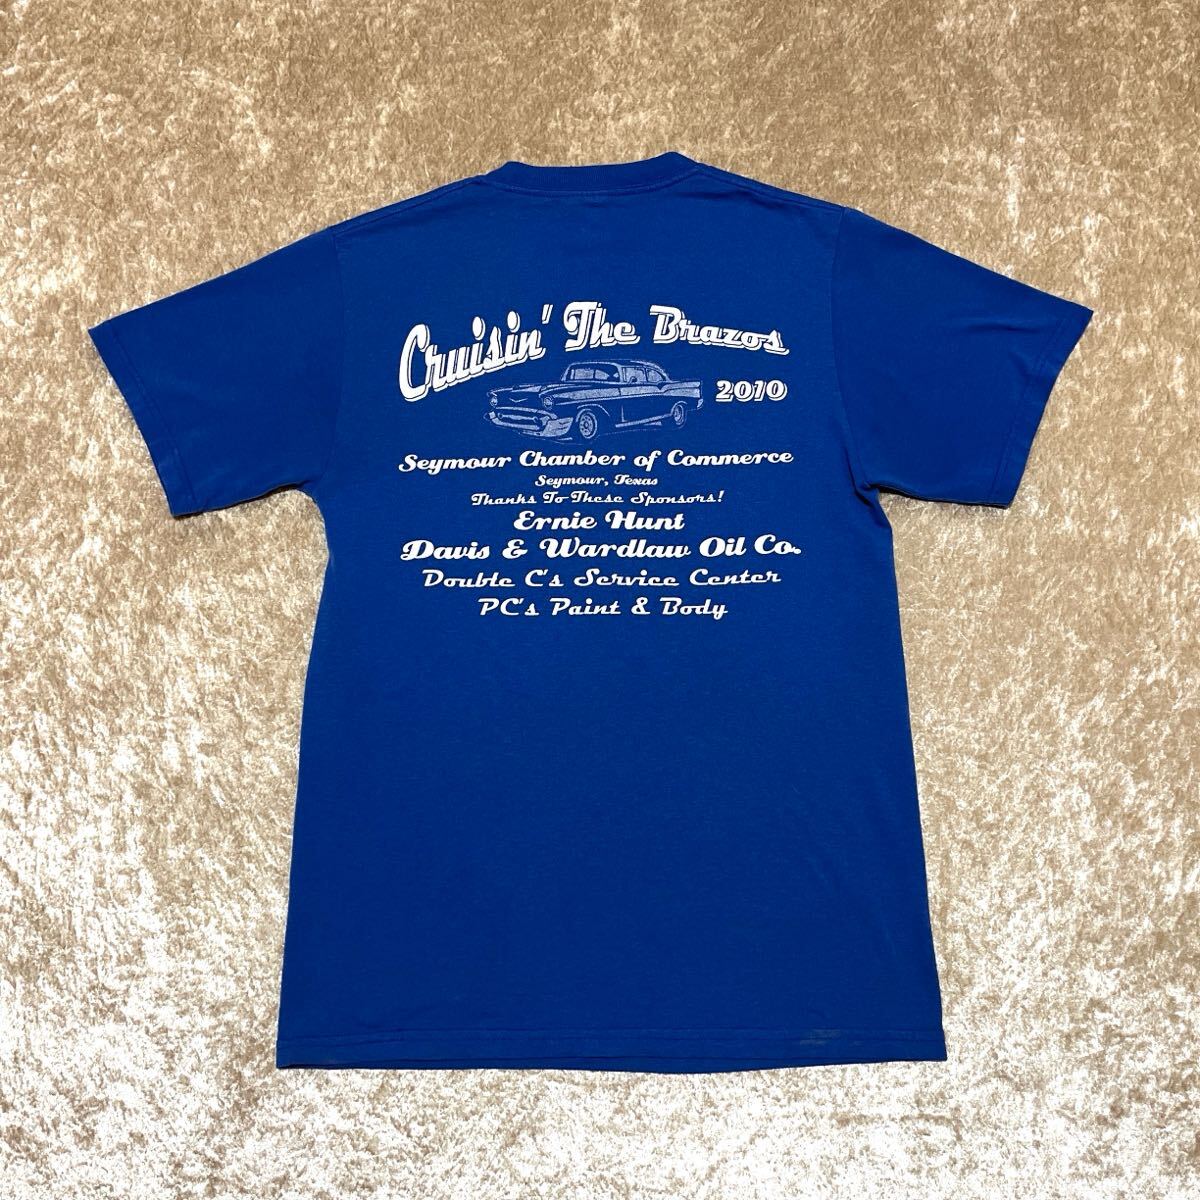 Cruisin' The Brazos
2010
Seymour Chamber of Commerce
Seymour, Texas
Thanks To These Sponsors!
Ernie Hunt
Davis & Wardlaw Oil Co.
Double C's Service Center
PC's Paint & Body